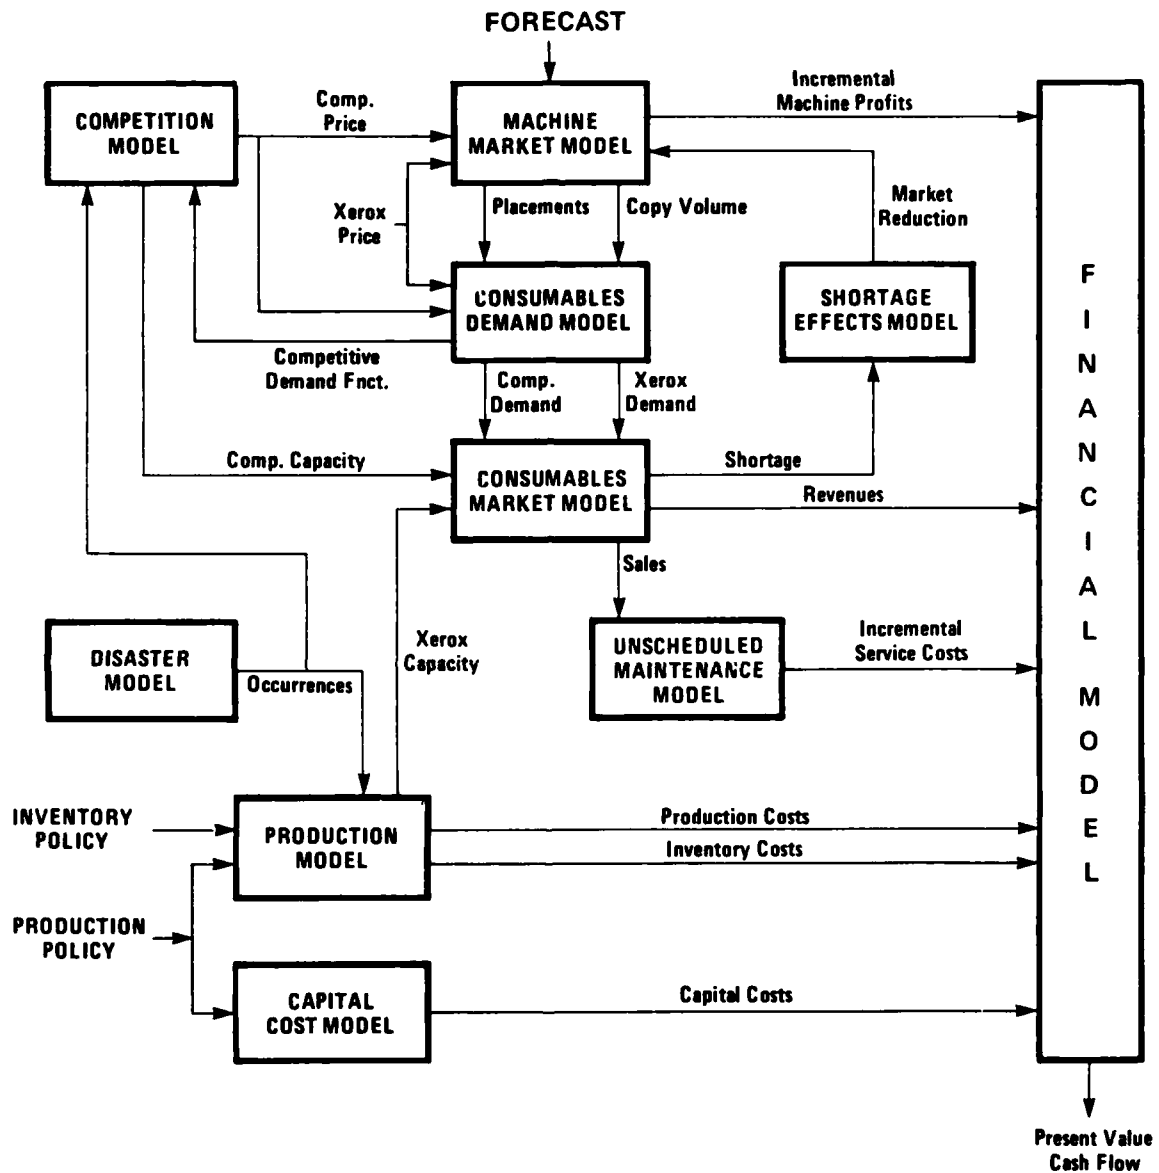 FORECAST
Incremental
Machine Profits
Comp.
Price
COMPETITION
MODEL
MACHINE
MARKET MODEL
Market
Reduction
Xerox
Price
Placements
Copy Volume
CONSUMABLES
DEMAND MODEL
SHORTAGE
EFFECTS MODEL
Competitive
Demand Fnct.
Comp.
Demand
Xerox
Demand
Comp. Capacity
CONSUMABLES
MARKET MODEL
Shortage
Revenues
Sales
Xerox
Capacity
DISASTER
MODEL
Occurrences
UNSCHEDULED
MAINTENANCE
MODEL
Incremental
Service Costs
INVENTORY
POLICY
PRODUCTION
MODEL
Production Costs
Inventory Costs
PRODUCTION
POLICY
CAPITAL
COST MODEL
Capital Costs
FINANCIAL MODEL
Present Value
Cash Flow